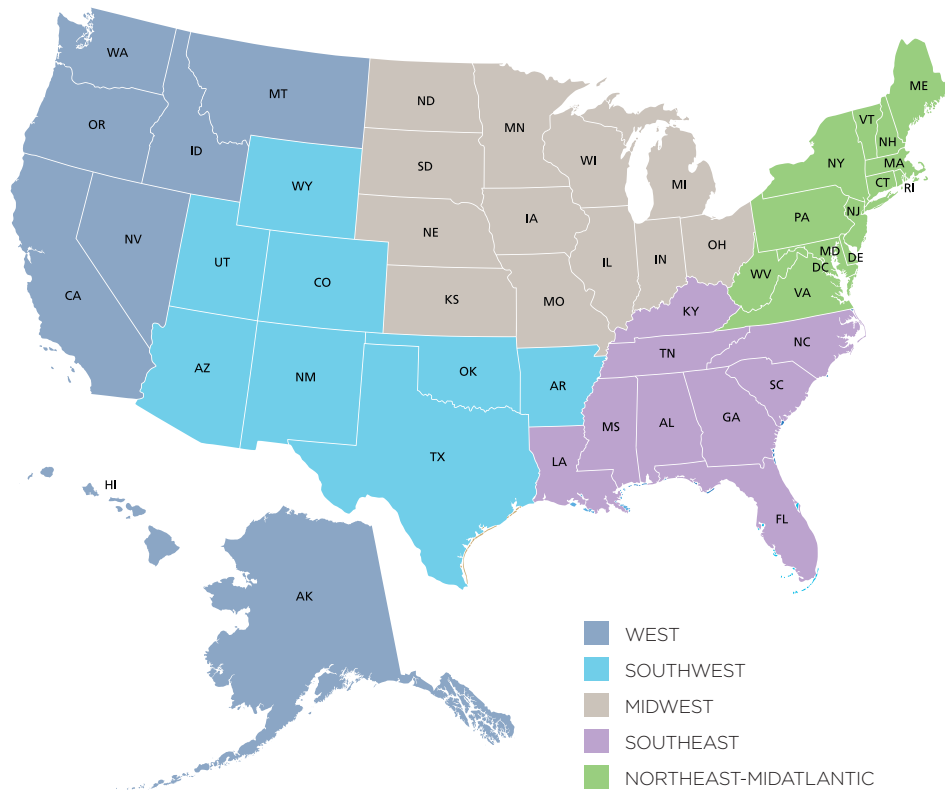 WA
MT
ND
MN
ME
VT
NH
OR
ID
SD
WI
MI
NY
MA
CT
RI
WY
NE
IA
PA
NJ
NV
UT
CO
IL
IN
OH
MD
DE
DC
WV
VA
CA
KS
MO
KY
NC
TN
AZ
NM
OK
AR
SC
MS
AL
GA
TX
LA
HI
FL
AK
WEST
SOUTHWEST
MIDWEST
SOUTHEAST
NORTHEAST-MIDATLANTIC